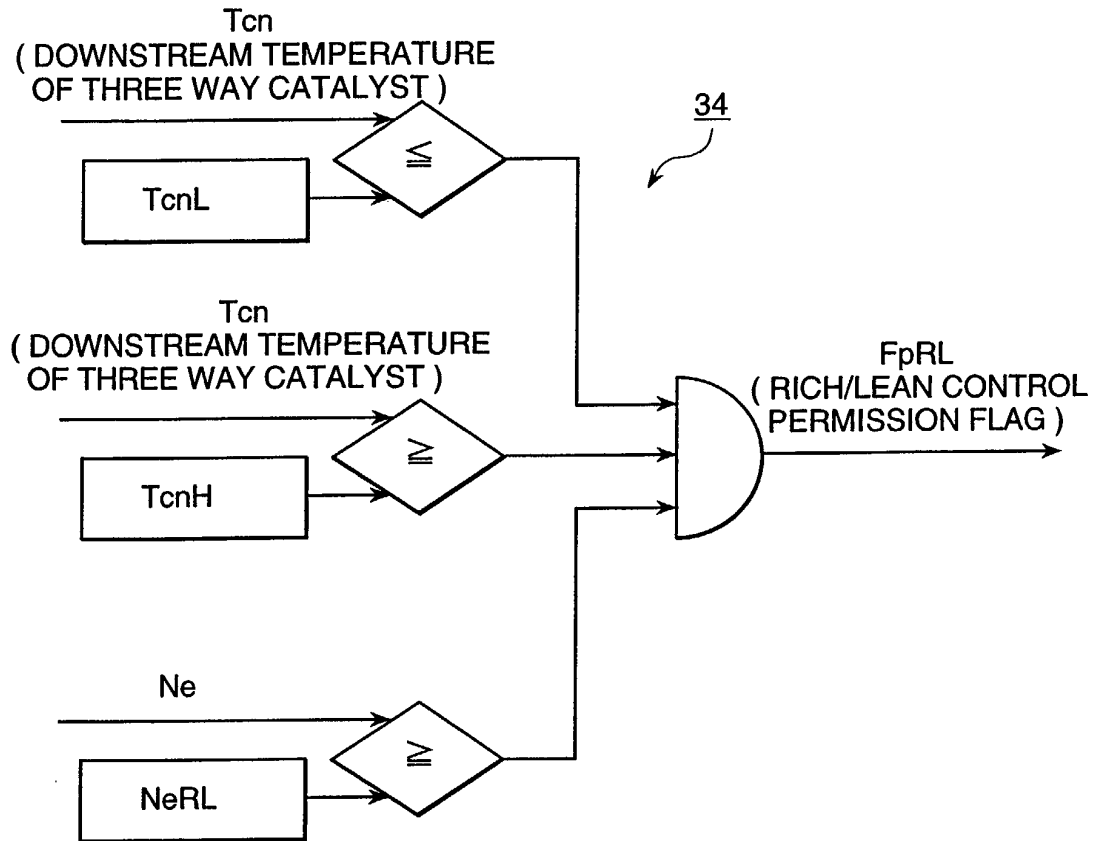 Tcn
( DOWNSTREAM TEMPERATURE
OF THREE WAY CATALYST )
34
≦
TcnL
Tcn
( DOWNSTREAM TEMPERATURE
OF THREE WAY CATALYST )
FpRL
( RICH/LEAN CONTROL
PERMISSION FLAG )
≧
TcnH
Ne
≧
NeRL